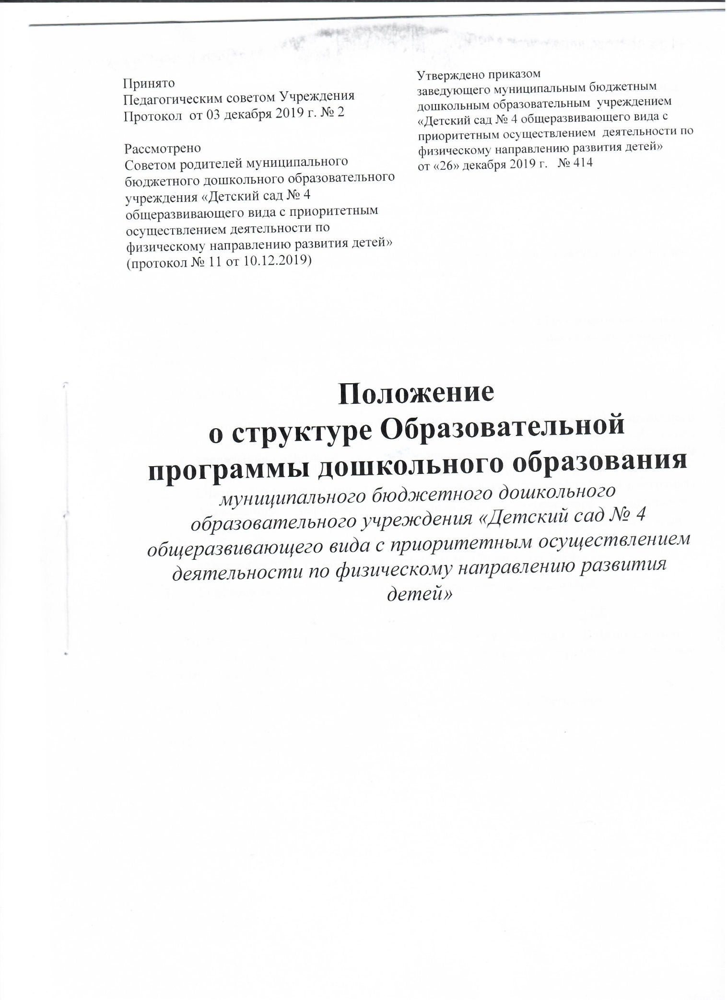 Принято
Педагогическим советом Учреждения
Протокол  от 03 декабря 2019 г. № 2
Рассмотрено
Советом родителей муниципального
бюджетного дошкольного образовательного
учреждения «Детский сад № 4
общеразвивающего вида с приоритетным
осуществлением деятельности по
физическому направлению развития детей»
(протокол № 11 от 10.12.2019)
Утверждено приказом
заведующего муниципальным бюджетным
дошкольным образовательным  учреждением
«Детский сад № 4 общеразвивающего вида с
приоритетным осуществлением  деятельности по
физическому направлению развития детей»
от «26» декабря 2019 г.   № 414
Положение
о структуре Образовательной
программы дошкольного образования
муниципального бюджетного дошкольного
образовательного учреждения «Детский сад № 4
общеразвивающего вида с приоритетным осуществлением
деятельности по физическому направлению развития
детей»